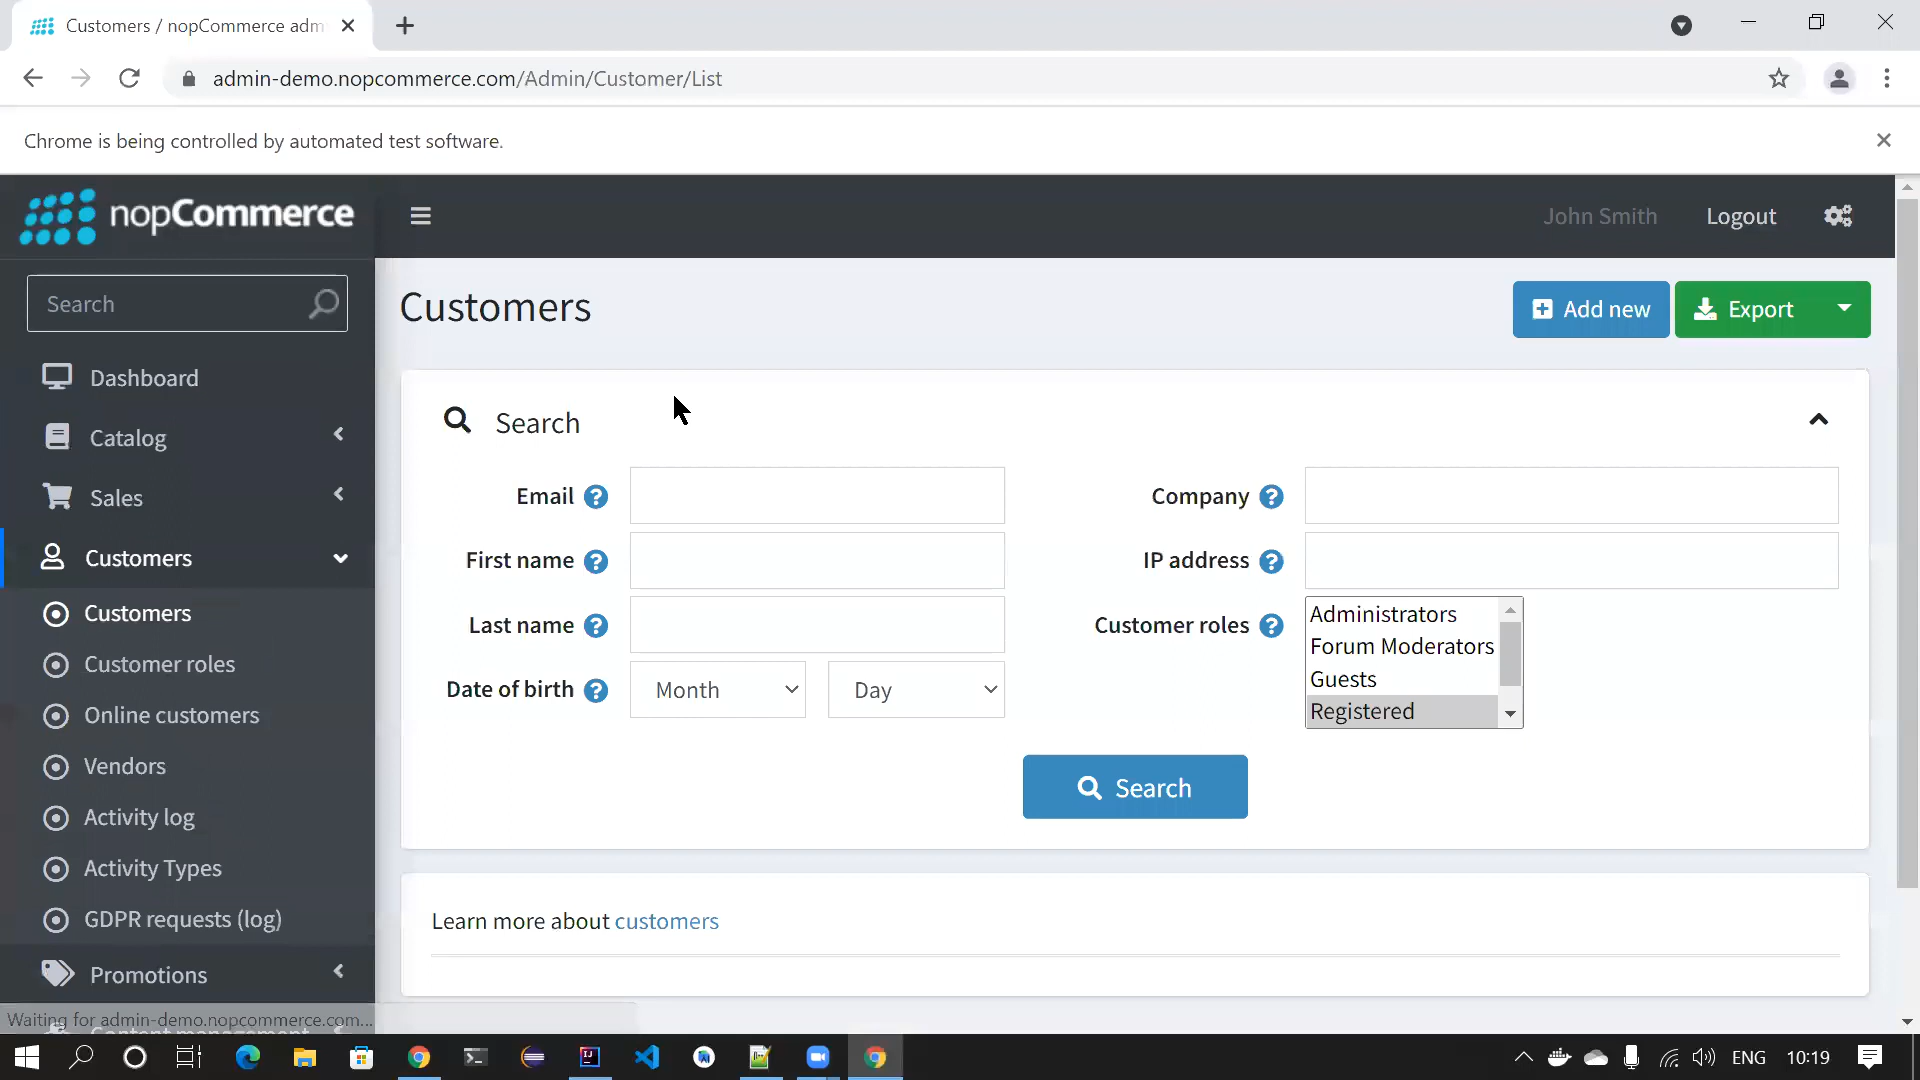 Customers / nopCommerce adm
admin-demo.nopcommerce.com/Admin/Customer/List
Chrome is being controlled by automated test software.
nopCommerce
John Smith
Logout
Search
Customers
Add new
Export
Dashboard
Catalog
Sales
Customers
Customers
Customer roles
Online customers
Vendors
Activity log
Activity Types
GDPR requests (log)
Promotions
Content management
Search
Email
Company
First name
IP address
Last name
Customer roles
Administrators
Forum Moderators
Guests
Registered
Date of birth
Month
Day
Search
Learn more about customers
Waiting for admin-demo.nopcommerce.com...
ENG
10:19